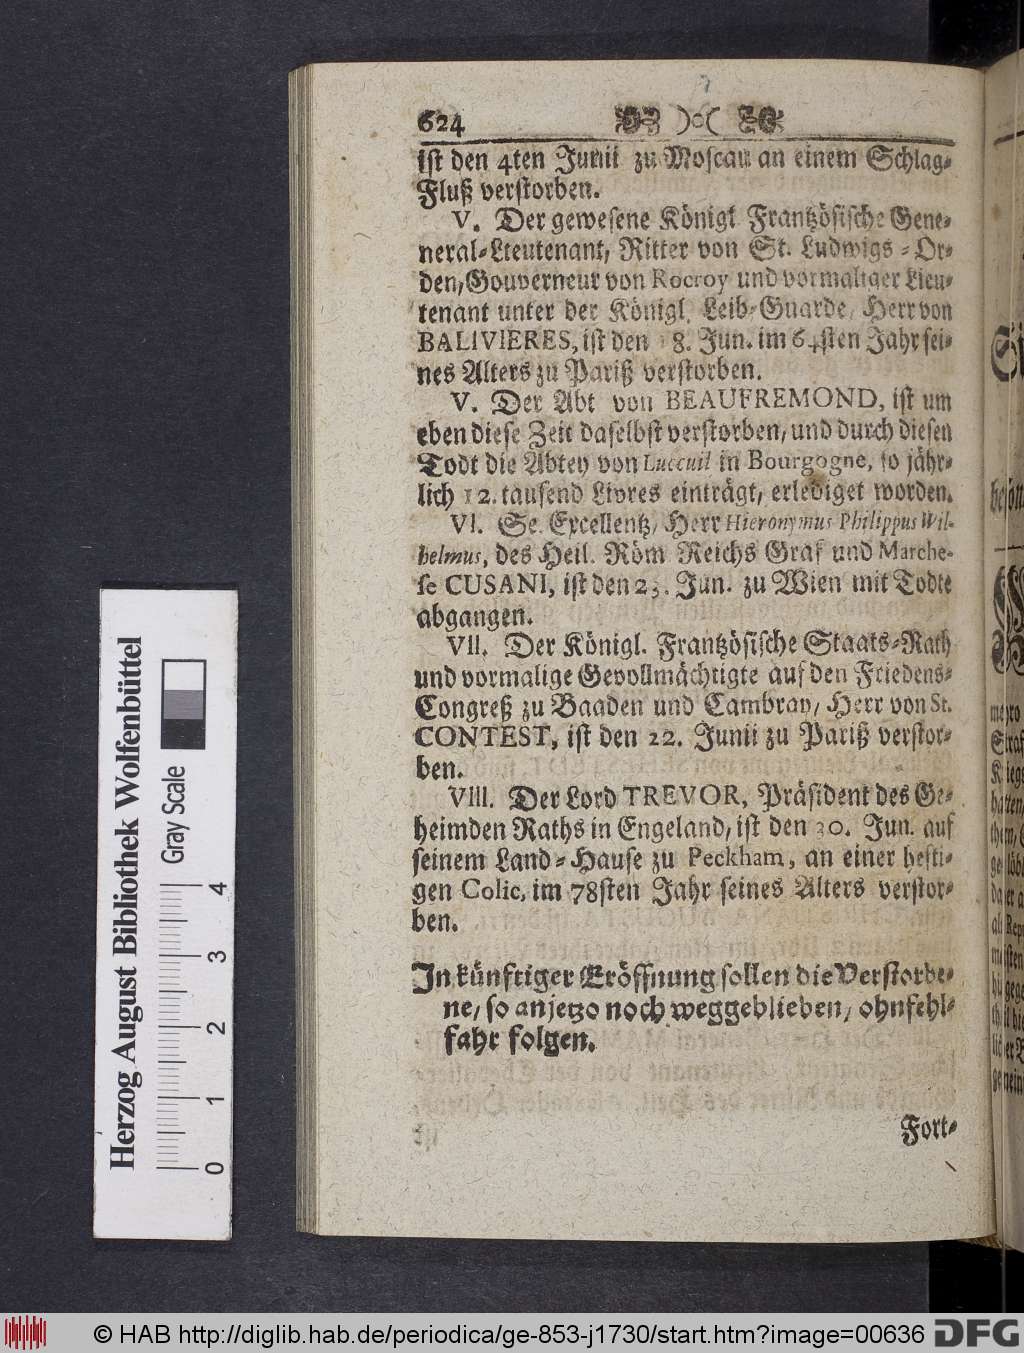 624
ist den 4ten Junii zu Moscau an einem Schlag-
Fluß verstorben.
V. Der gewesene Königl Frantzösische Gene-
neral-Lieutenant, Ritter von St. Ludwigs-Or-
den, Gouverneur von Rocroy und vormaliger Lieu-
tenant unter der Königl. Leib-Guarde, Herr von
BALIVIERES, ist den 8. Jun. im 64sten Jahr sei-
nes Alters zu Pariß verstorben.
V. Der Abt von BEAUFREMOND, ist um
eben diese Zeit daselbst verstorben, und durch diesen
Todt die Abtey von Luccuil in Bourgogne, so jähr-
lich 12. tausend Livres einträgt, erlediget worden.
VI. Se. Excellentz, Herr Hieronymus Philippus Wil-
helmus, des Heil. Röm Reichs Graf und Marche-
se CUSANI, ist den Jun. zu Wien mit Todte
abgangen.
VII. Der Königl. Frantzösische Staats-Rath
und vormalige Gevollmächtigte auf den Friedens-
Congreß zu Baaden und Cambray, Herr von St.
CONTEST, ist den 22. Junii zu Pariß verstor-
ben.
VIII. Der Lord TREVOR, Präsident des Ge-
heimden Raths in Engeland, ist den 30. Jun. auf
seinem Land-Hause zu Peckham, an einer hefti-
gen Colic, im 78sten Jahr seines Alters verstor-
ben.
In künftiger Eröffnung sollen die Verstorbe-
ne, so anjetzo noch weggeblieben, ohnfehl-
fahr folgen.
Fort-
Herzog August Bibliothek Wolfenbüttel
Gray Scale
0 1 2 3 4
© HAB http://diglib.hab.de/periodica/ge-853-j1730/start.htm?image=00636
DFG